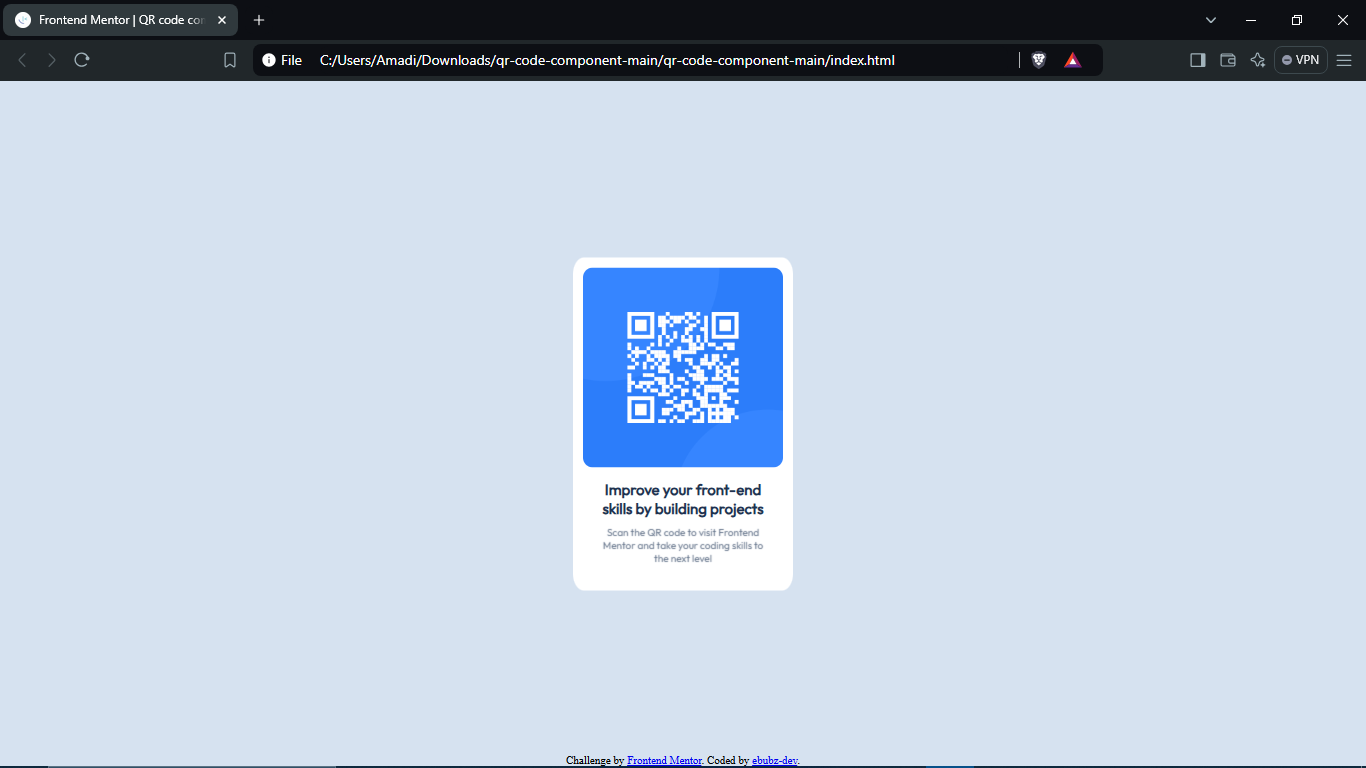 Frontend Mentor | QR code cor
File C:/Users/Amadi/Downloads/qr-code-component-main/qr-code-component-main/index.html
VPN
Improve your front-end
skills by building projects
Scan the QR code to visit Frontend
Mentor and take your coding skills to
the next level
Challenge by Frontend Mentor. Coded by ebubz-dev.